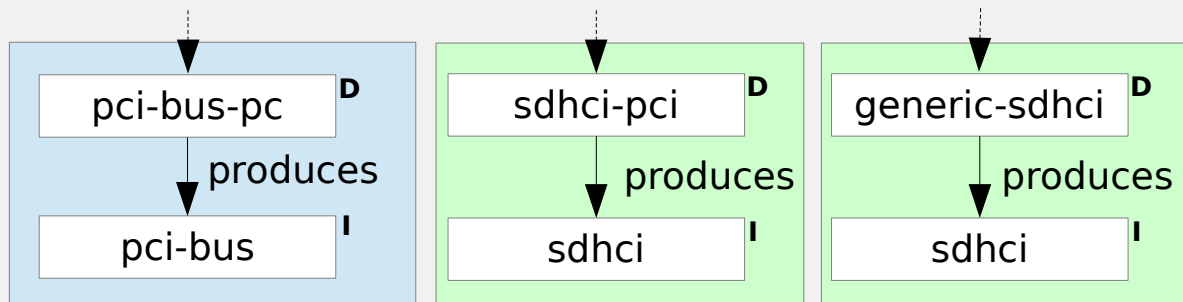 pci-bus-pc D
produces
pci-bus I
sdhci-pci D
produces
sdhci I
generic-sdhci D
produces
sdhci I